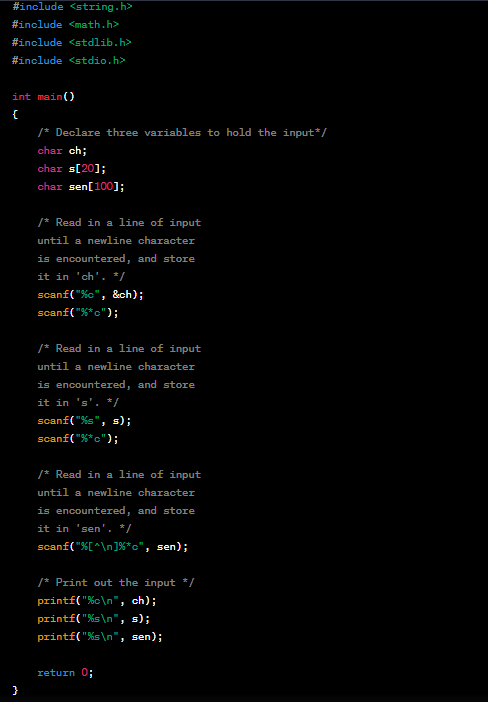 #include <string.h>
#include <math.h>
#include <stdlib.h>
#include <stdio.h>

int main()
{
    /* Declare three variables to hold the input*/
    char ch;
    char s[20];
    char sen[100];

    /* Read in a line of input
    until a newline character
    is encountered, and store
    it in 'ch'. */
    scanf("%c", &ch);
    scanf("%*c");

    /* Read in a line of input
    until a newline character
    is encountered, and store
    it in 's'. */
    scanf("%s", s);
    scanf("%*c");

    /* Read in a line of input
    until a newline character
    is encountered, and store
    it in 'sen'. */
    scanf("%[^\n]%*c", sen);

    /* Print out the input */
    printf("%c\n", ch);
    printf("%s\n", s);
    printf("%s\n", sen);

    return 0;
}